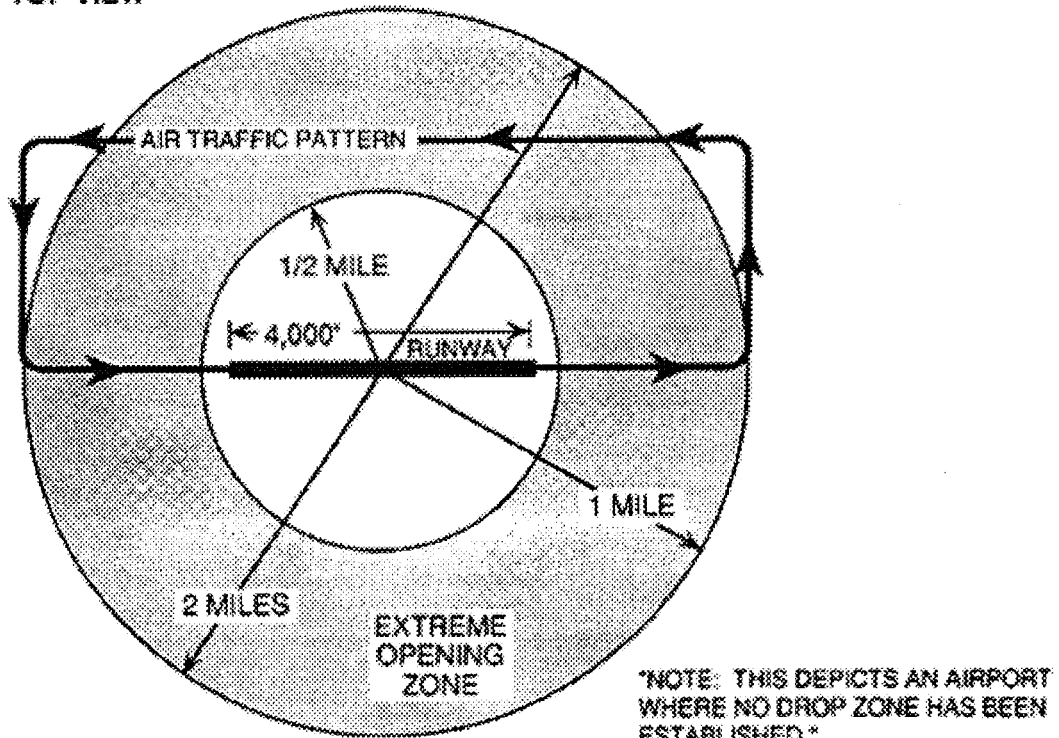 AIR TRAFFIC PATTERN
1/2 MILE
4,000"
RUNWAY
1 MILE
2 MILES
EXTREME
OPENING
ZONE
"NOTE: THIS DEPICTS AN AIRPORT
WHERE NO DROP ZONE HAS BEEN
ESTABLISHED."